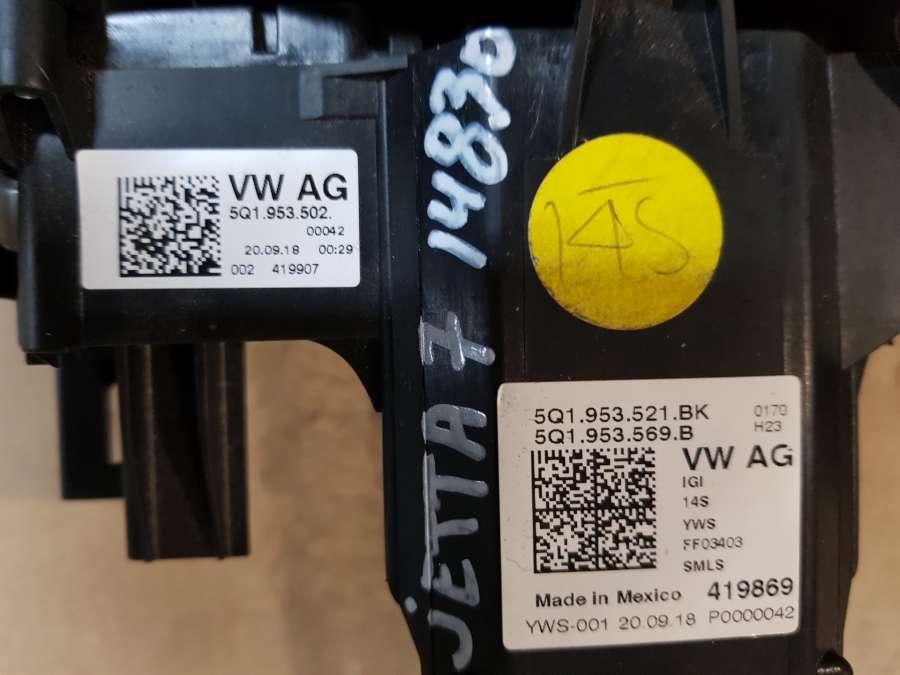 VW AG
5Q1.953.502.
00042
20.09.18 00:29
002 419907
JETTA 7 14830
14S
5Q1.953.521.BK 0170
5Q1.953.569.B H23
VW AG
IGI
14S
YWS
FF03403
SMLS
Made in Mexico 419869
YWS-001 20.09.18 P0000042